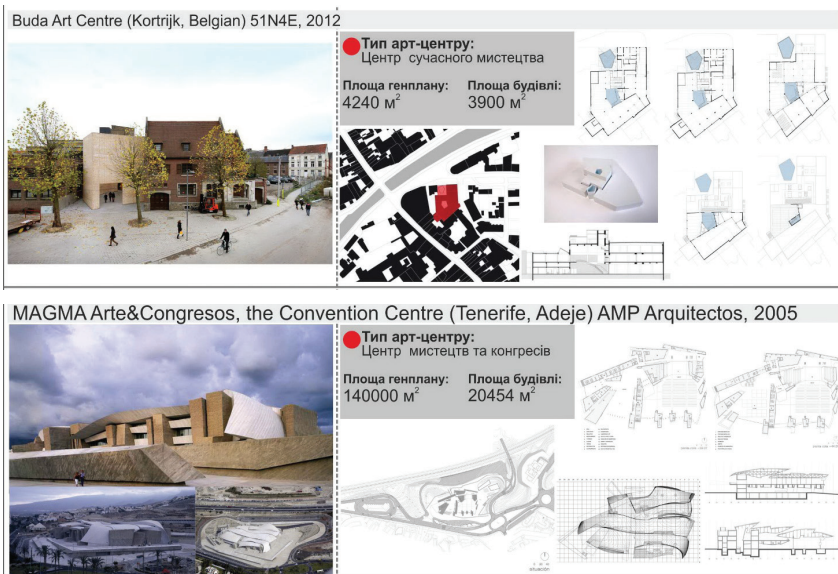 Buda Art Centre (Kortrijk, Belgian) 51N4E, 2012
Тип арт-центру:
Центр сучасного мистецтва
Площа генплану: Площа будівлі:
4240 м² 3900 м²
MAGMA Arte&Congresos, the Convention Centre (Tenerife, Adeje) AMP Arquitectos, 2005
Тип арт-центру:
Центр мистецтв та конгресів
Площа генплану: Площа будівлі:
140000 м² 20454 м²